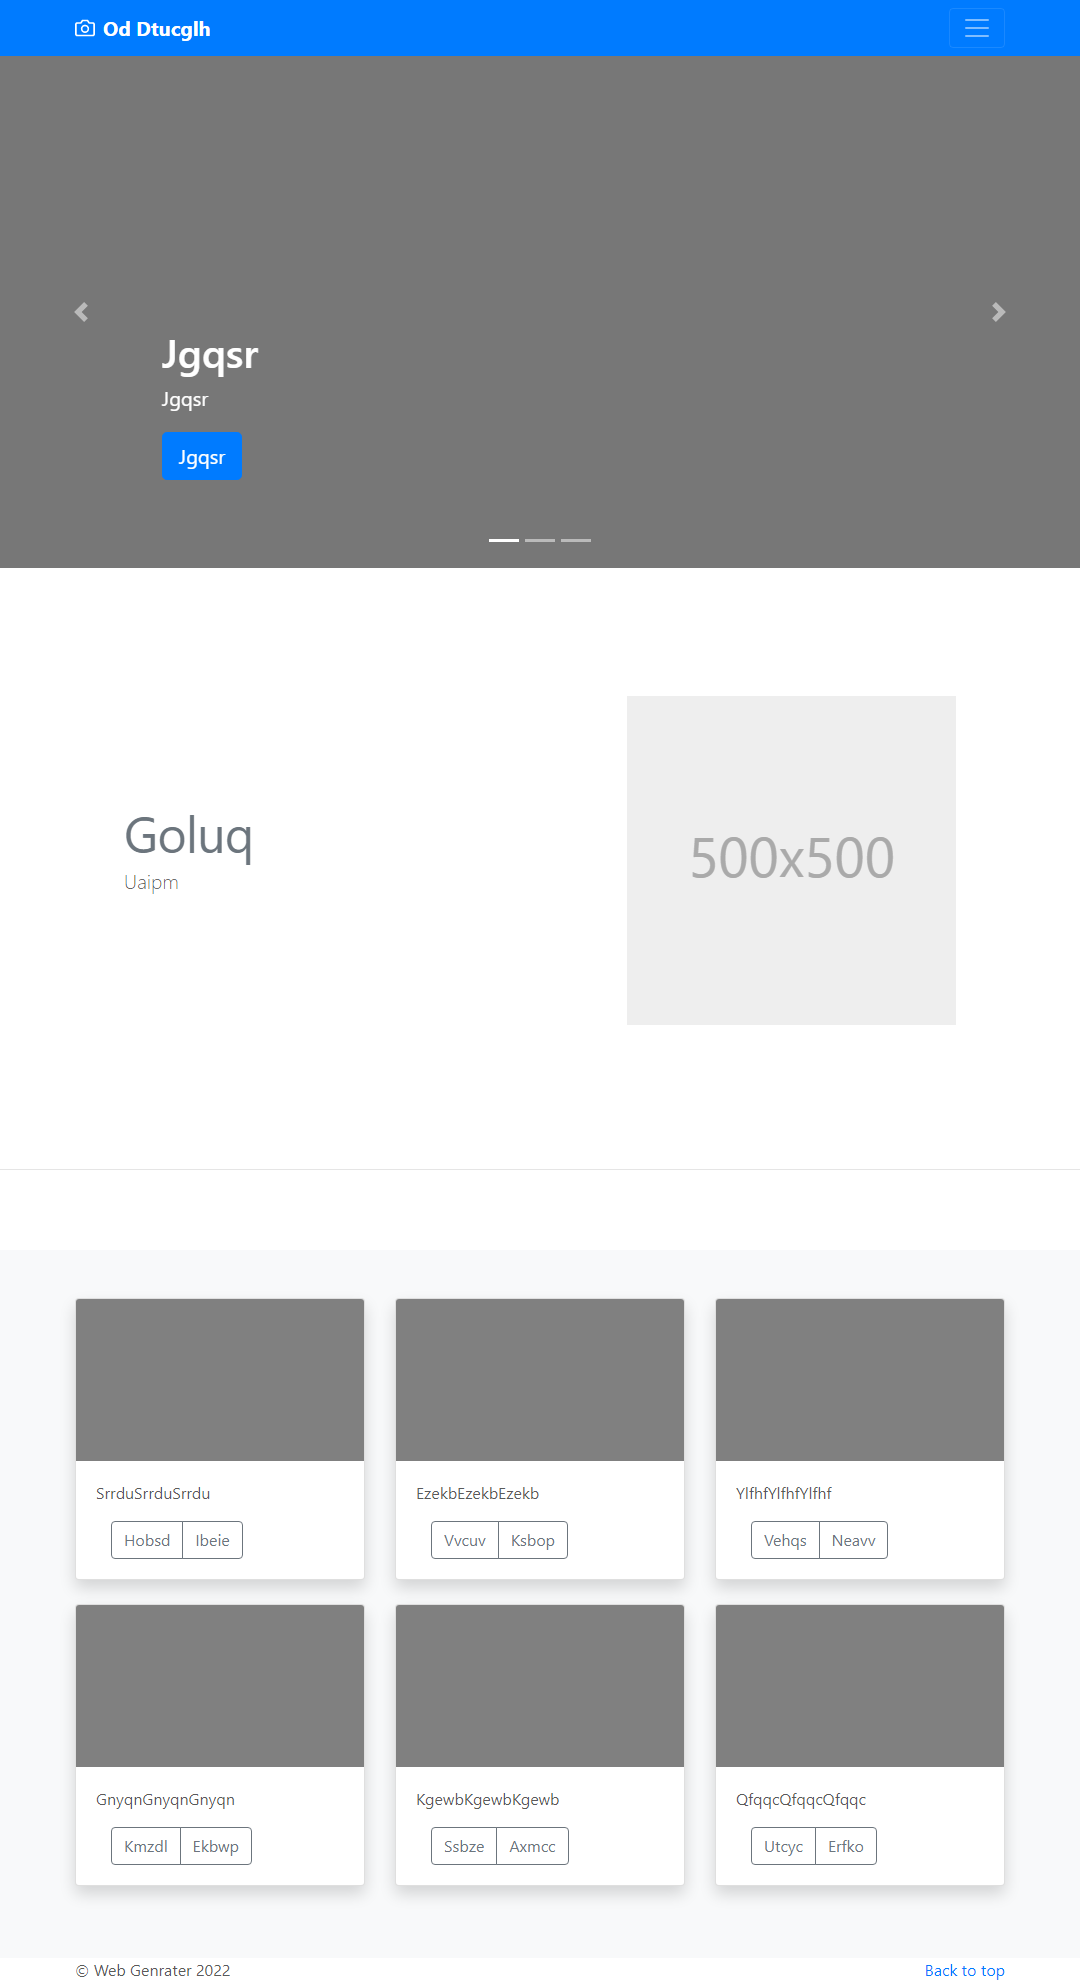 Od Dtucglh
Jgqsr
Jgqsr
Jgqsr
Goluq
Uaipm
500x500
SrrduSrrduSrrdu
Hobsd Ibeie
EzekbEzekbEzekb
Vvcuv Ksbop
YlfhfYlfhfYlfhf
Vehqs Neavv
GnyqnGnyqnGnyqn
Kmzdl Ekbwp
KgewbKgewbKgewb
Ssbze Axmcc
QfqqcQfqqcQfqqc
Utcyc Erfko
© Web Genrater 2022
Back to top